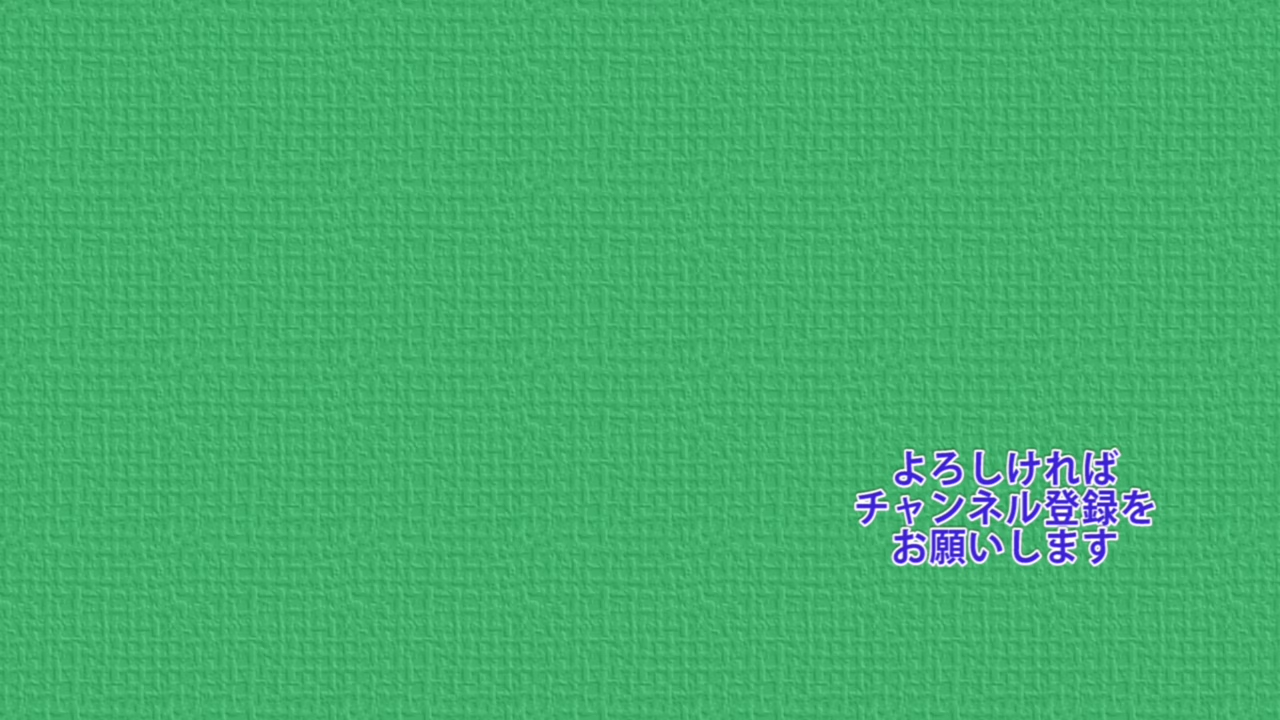 よろしければ
チャンネル登録を
お願いします